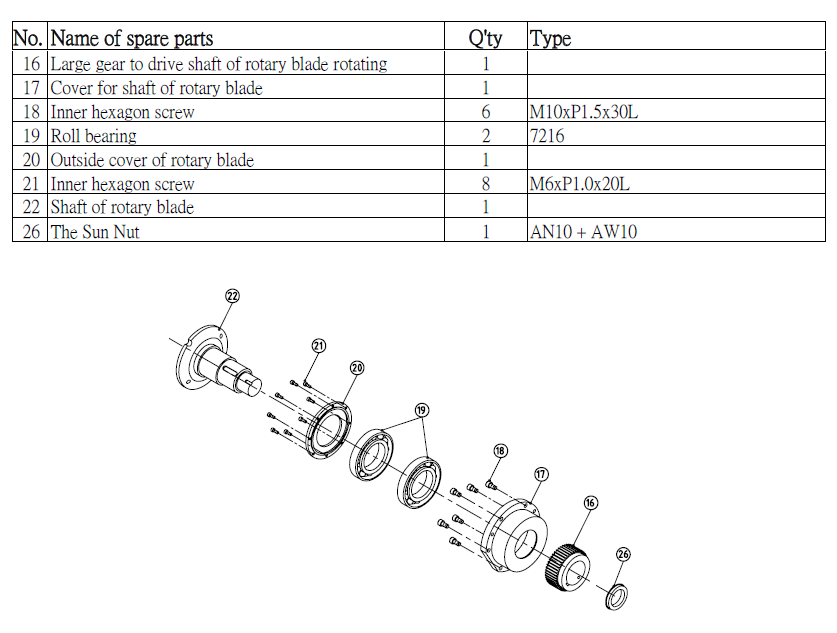 No. Name of spare parts Q'ty Type
16 Large gear to drive shaft of rotary blade rotating 1
17 Cover for shaft of rotary blade 1
18 Inner hexagon screw 6 M10xP1.5x30L
19 Roll bearing 2 7216
20 Outside cover of rotary blade 1
21 Inner hexagon screw 8 M6xP1.0x20L
22 Shaft of rotary blade 1
26 The Sun Nut 1 AN10 + AW10
22
21
20
19
18
17
16
26